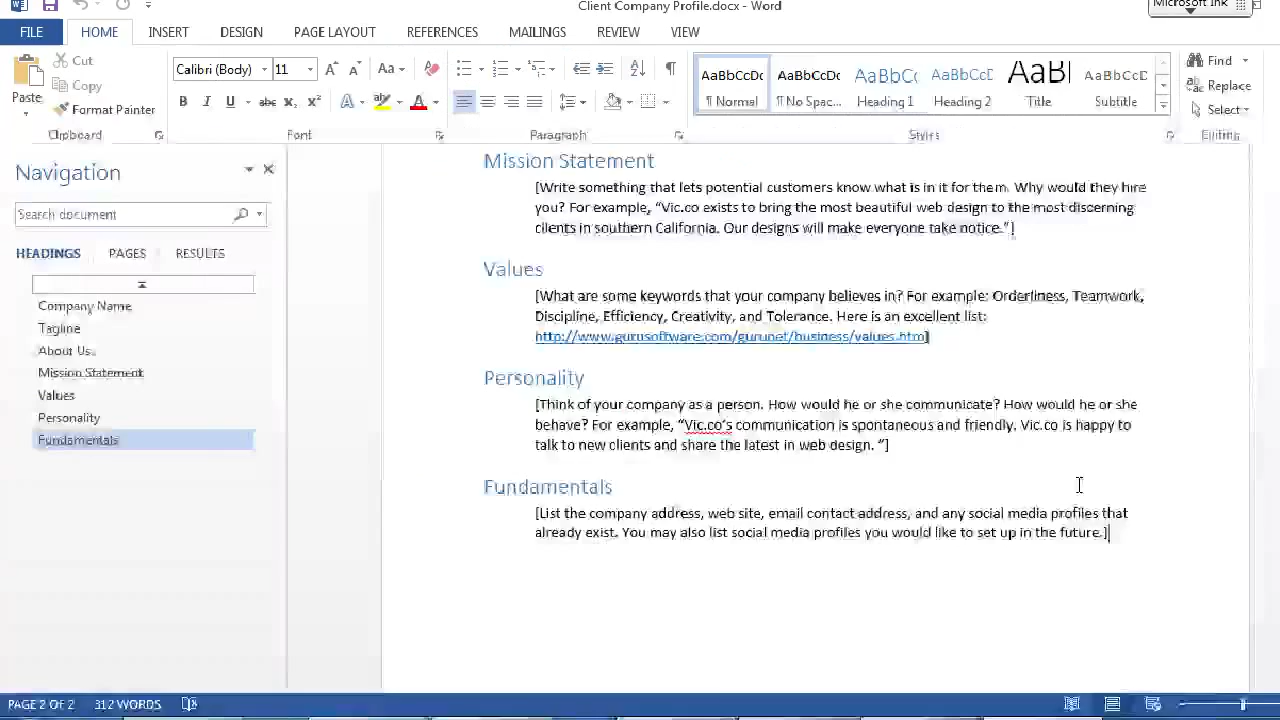 Client Company Profile.docx - Word
Microsoft Ink
FILE HOME INSERT DESIGN PAGE LAYOUT REFERENCES MAILINGS REVIEW VIEW
Cut
Copy
Paste
Format Painter
Calibri (Body) 11
Aa
B I U abc X₂ X²
A A
AaBbCcDc AaBbCcDc AaBbCc AaBbCcD AaBbI AaBbCcD
¶ Normal ¶ No Spac... Heading 1 Heading 2 Title Subtitle
Find
Replace
Select
Clipboard Font Paragraph Styles Editing
Navigation
Search document
HEADINGS PAGES RESULTS
Company Name
Tagline
About Us
Mission Statement
Values
Personality
Fundamentals
Mission Statement
[Write something that lets potential customers know what is in it for them. Why would they hire
you? For example, “Vic.co exists to bring the most beautiful web design to the most discerning
clients in southern California. Our designs will make everyone take notice.”]
Values
[What are some keywords that your company believes in? For example: Orderliness, Teamwork,
Discipline, Efficiency, Creativity, and Tolerance. Here is an excellent list:
http://www.gurusoftware.com/gurunet/business/values.htm]
Personality
[Think of your company as a person. How would he or she communicate? How would he or she
behave? For example, “Vic.co’s communication is spontaneous and friendly. Vic.co is happy to
talk to new clients and share the latest in web design. ”]
Fundamentals
[List the company address, web site, email contact address, and any social media profiles that
already exist. You may also list social media profiles you would like to set up in the future.]
PAGE 2 OF 2 312 WORDS